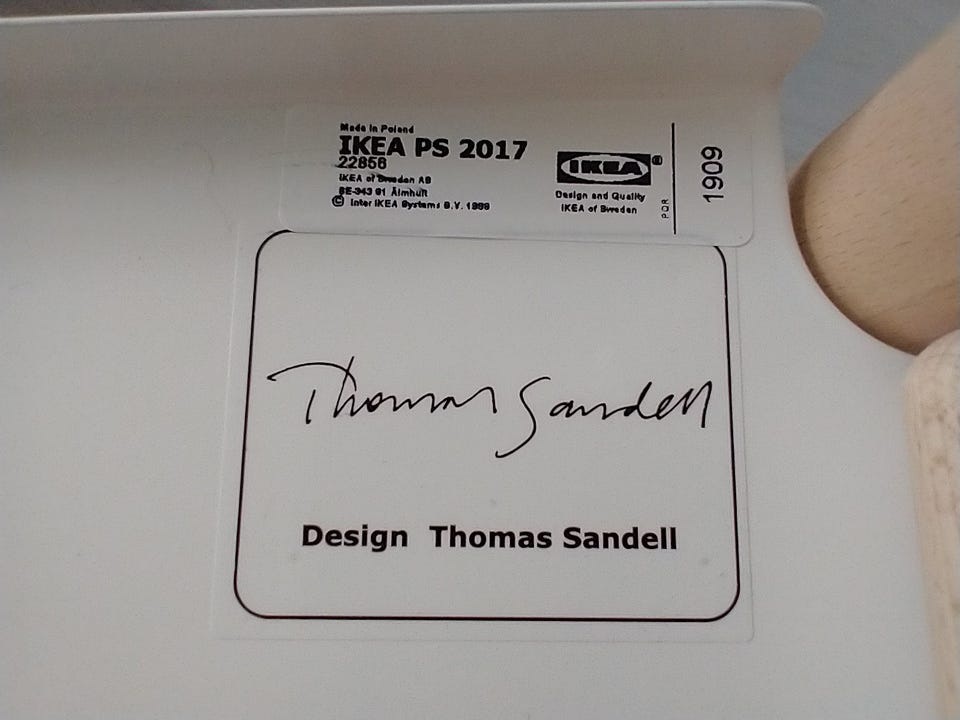 Made in Poland
IKEA PS 2017
22856
IKEA of Sweden AB
SE-343 81 Älmhult
© Inter IKEA Systems B.V. 1999
IKEA®
Design and Quality
IKEA of Sweden
PQR
1909
Thomas Sandell
Design Thomas Sandell